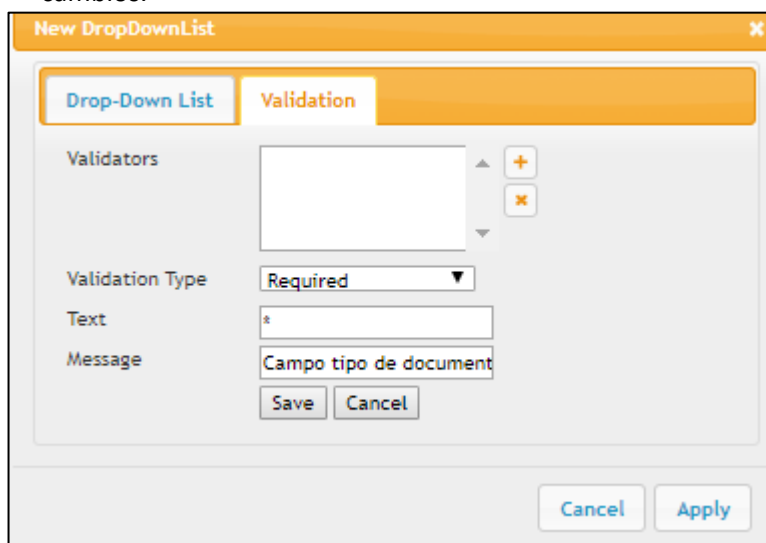 cambios.
New DropDownList
Drop-Down List Validation
Validators
Validation Type Required
Text *
Message Campo tipo de document
Save Cancel
Cancel Apply